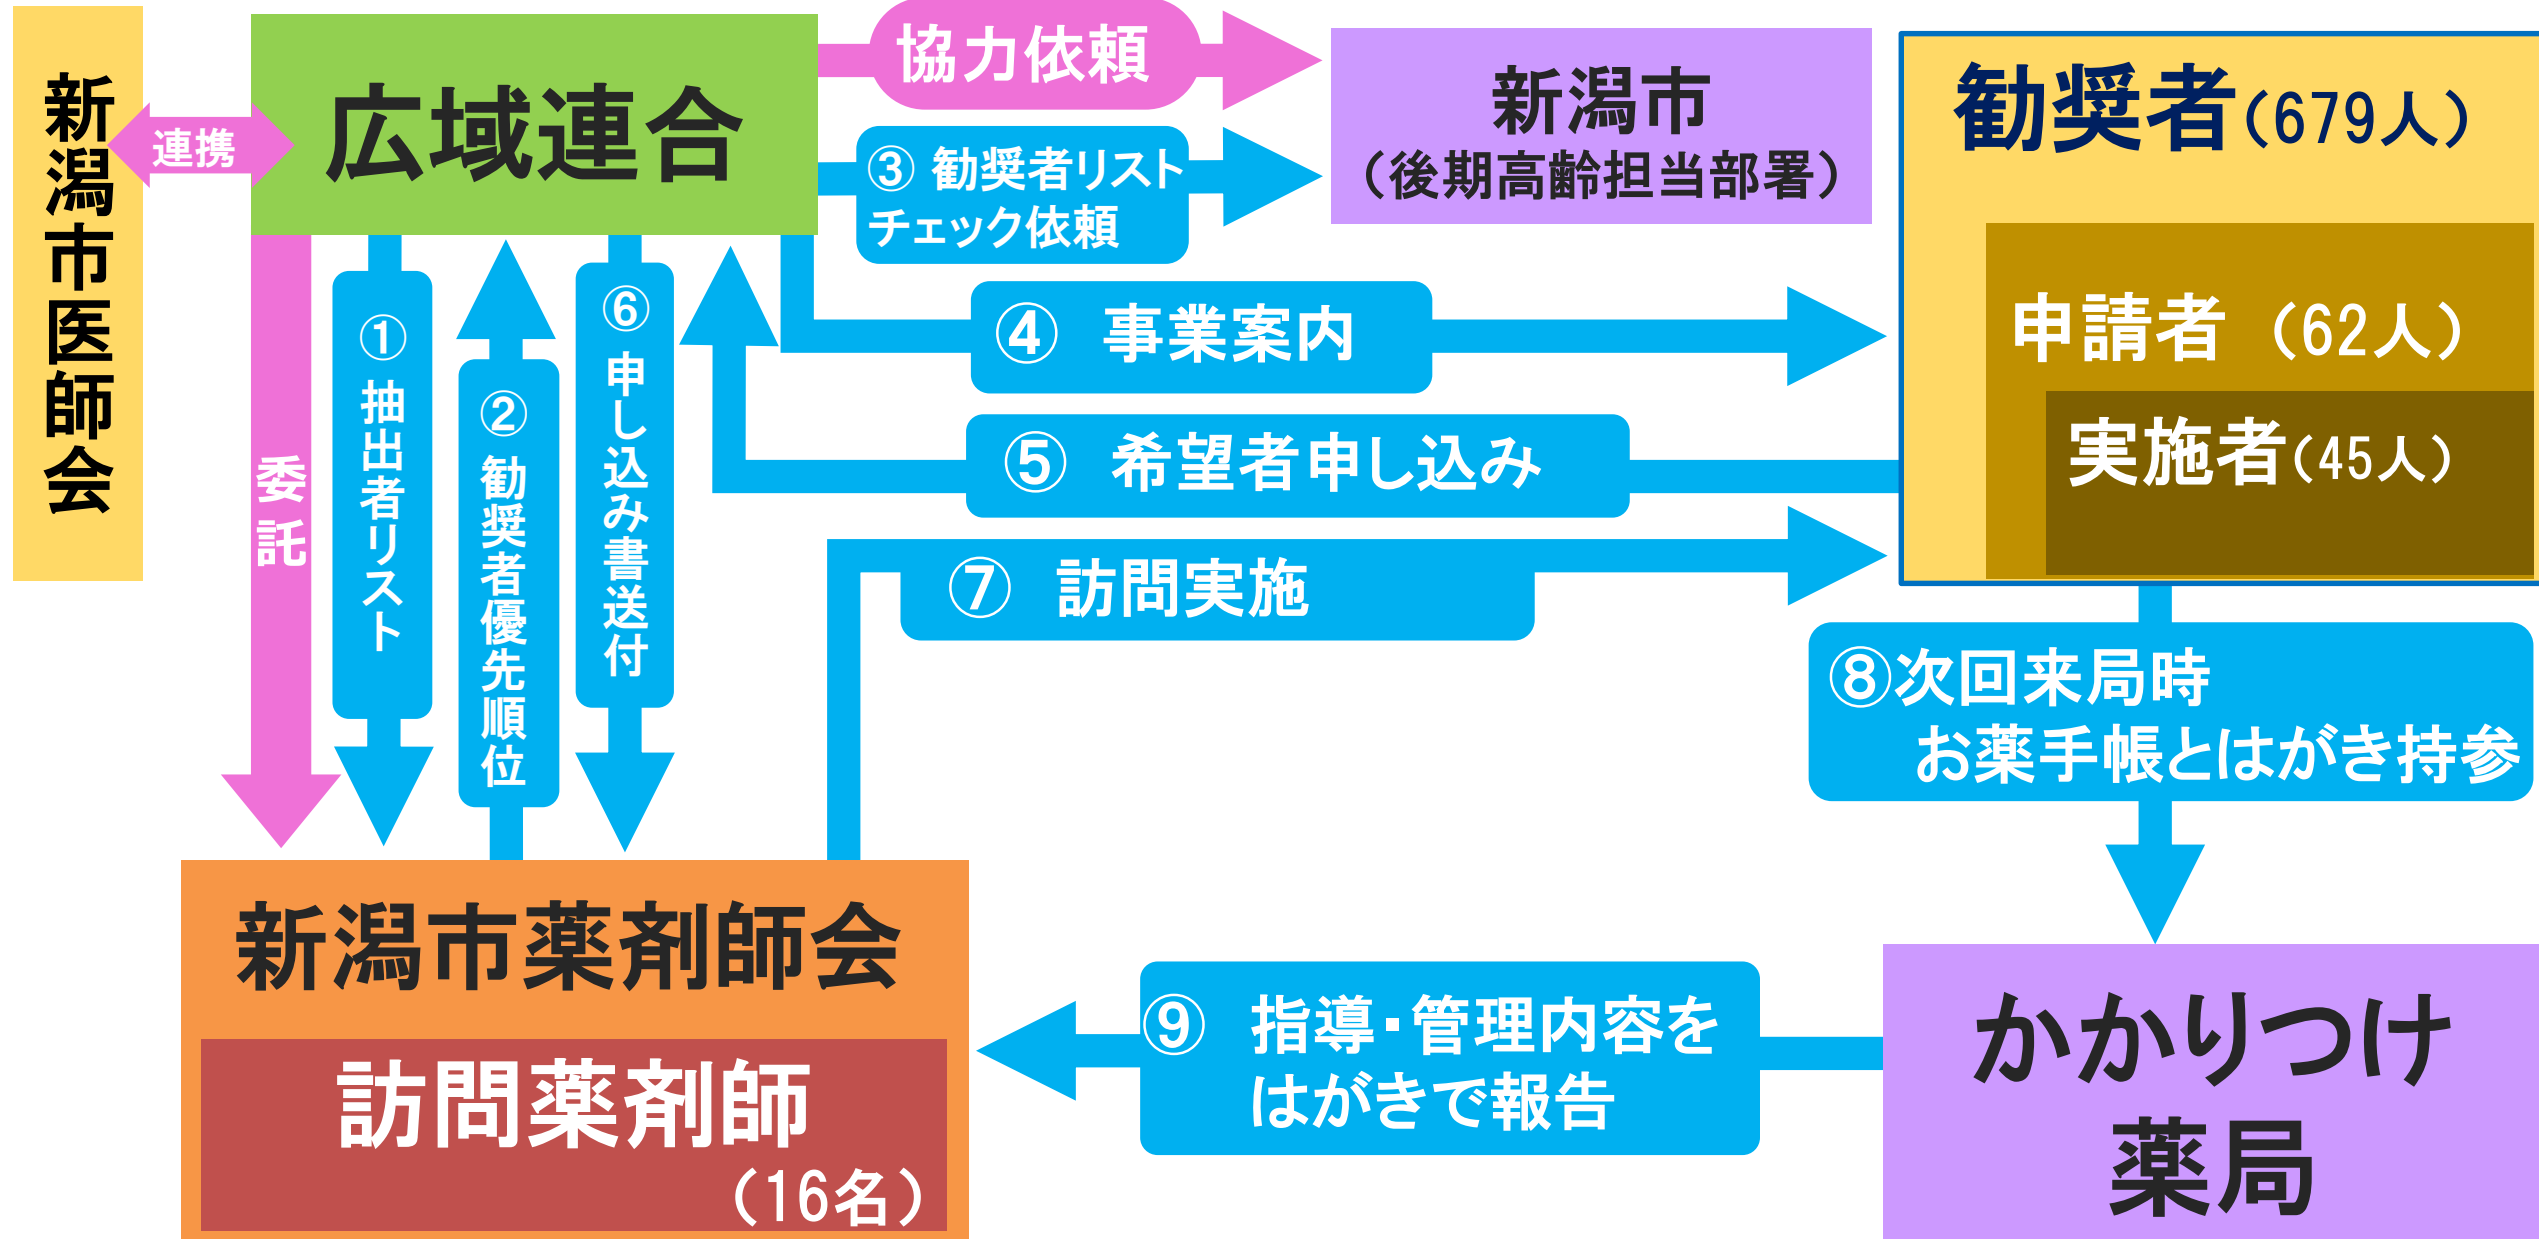 新潟市医師会
連携
広域連合
協力依頼
③ 勧奨者リスト
チェック依頼
新潟市
（後期高齢担当部署）
勧奨者（679人）
申請者（62人）
実施者（45人）
④ 事業案内
⑤ 希望者申し込み
⑦ 訪問実施
委託
① 抽出者リスト
② 勧奨者優先順位
⑥ 申し込み書送付
⑧次回来局時
お薬手帳とはがき持参
新潟市薬剤師会
訪問薬剤師
（16名）
⑨ 指導・管理内容を
はがきで報告
かかりつけ
薬局